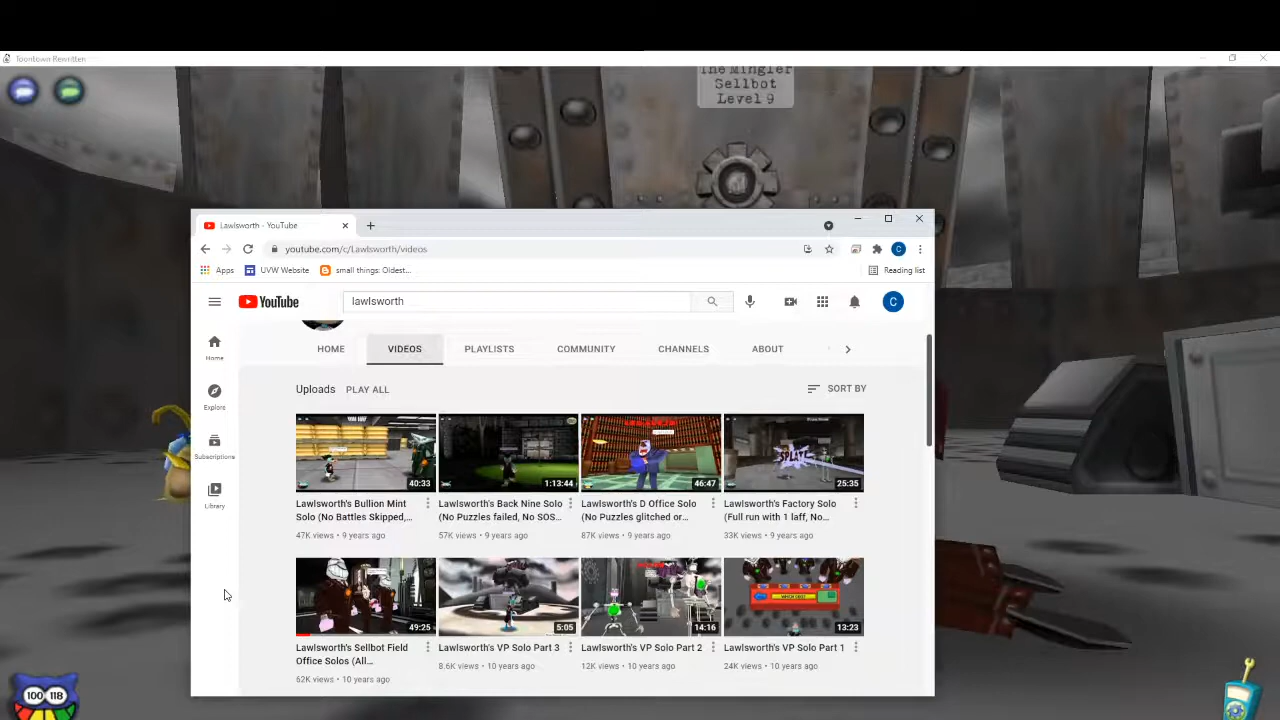 Toontown Rewritten
The Mingler
Sellbot
Level 9
Lawlsworth - YouTube
youtube.com/c/Lawlsworth/videos
Apps UVW Website small things: Oldest... Reading list
YouTube lawlsworth C
HOME VIDEOS PLAYLISTS COMMUNITY CHANNELS ABOUT
Home
Explore
Subscriptions
Library
Uploads PLAY ALL SORT BY
40:33 1:13:44 46:47 25:35
Lawlsworth's Bullion Mint
Solo (No Battles Skipped,...
47K views • 9 years ago
Lawlsworth's Back Nine Solo
(No Puzzles failed, No SOS...
57K views • 9 years ago
Lawlsworth's D Office Solo
(No Puzzles glitched or...
87K views • 9 years ago
SPLAT!
Lawlsworth's Factory Solo
(Full run with 1 laff, No...
33K views • 9 years ago
49:25 5:05 14:16 13:23
Lawlsworth's Sellbot Field
Office Solos (All...
62K views • 10 years ago
Lawlsworth's VP Solo Part 3
8.6K views • 10 years ago
Lawlsworth's VP Solo Part 2
12K views • 10 years ago
Lawlsworth's VP Solo Part 1
24K views • 10 years ago
100 118